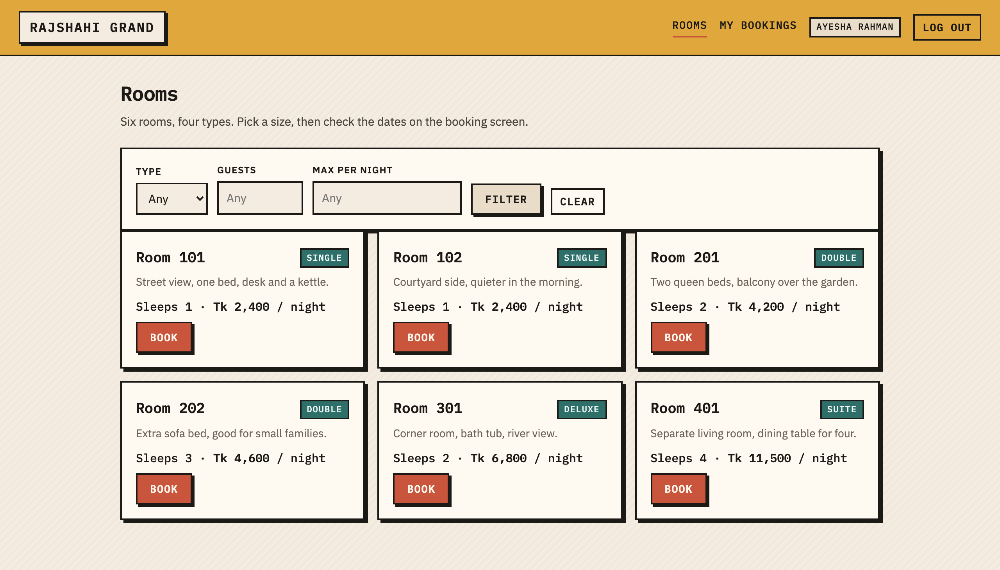 RAJSHAHI GRAND
ROOMS MY BOOKINGS AYESHA RAHMAN LOG OUT
Rooms
Six rooms, four types. Pick a size, then check the dates on the booking screen.
TYPE GUESTS MAX PER NIGHT
Any Any Any FILTER CLEAR
Room 101 SINGLE
Street view, one bed, desk and a kettle.
Sleeps 1 · Tk 2,400 / night
BOOK
Room 102 SINGLE
Courtyard side, quieter in the morning.
Sleeps 1 · Tk 2,400 / night
BOOK
Room 201 DOUBLE
Two queen beds, balcony over the garden.
Sleeps 2 · Tk 4,200 / night
BOOK
Room 202 DOUBLE
Extra sofa bed, good for small families.
Sleeps 3 · Tk 4,600 / night
BOOK
Room 301 DELUXE
Corner room, bath tub, river view.
Sleeps 2 · Tk 6,800 / night
BOOK
Room 401 SUITE
Separate living room, dining table for four.
Sleeps 4 · Tk 11,500 / night
BOOK